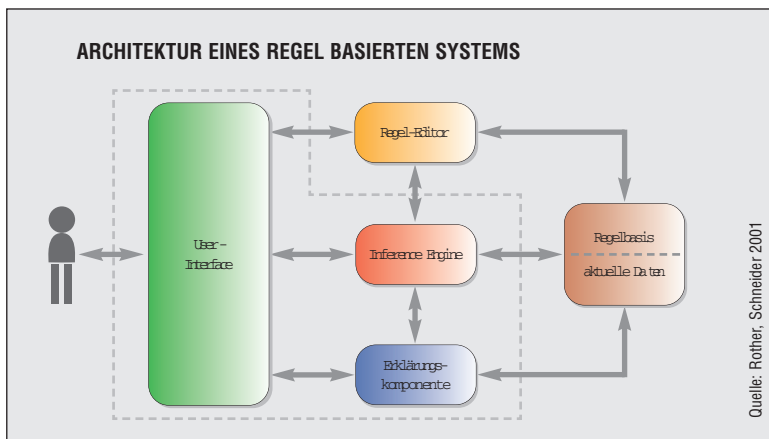 ARCHITEKTUR EINES REGEL BASIERTEN SYSTEMS
Regel-Editor
User-
Interface
Inference Engine
Regelbasis
aktuelle Daten
Erklärungs-
komponente
Quelle: Rother, Schneider 2001